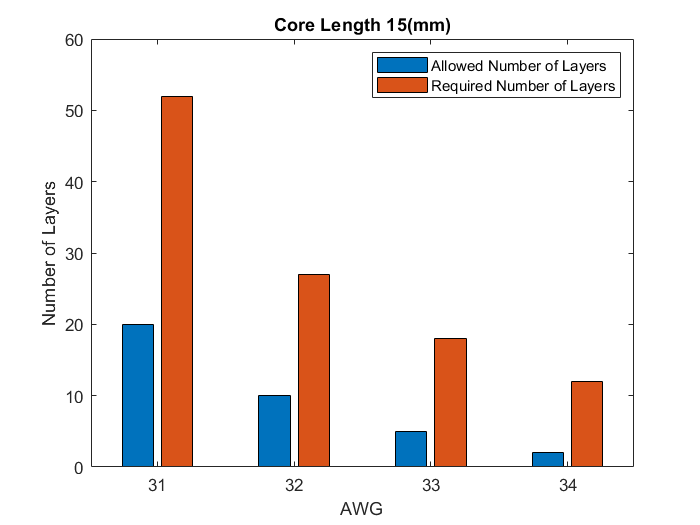 Core Length 15(mm)
Allowed Number of Layers
Required Number of Layers
Number of Layers
60
50
40
30
20
10
0
31 32 33 34
AWG